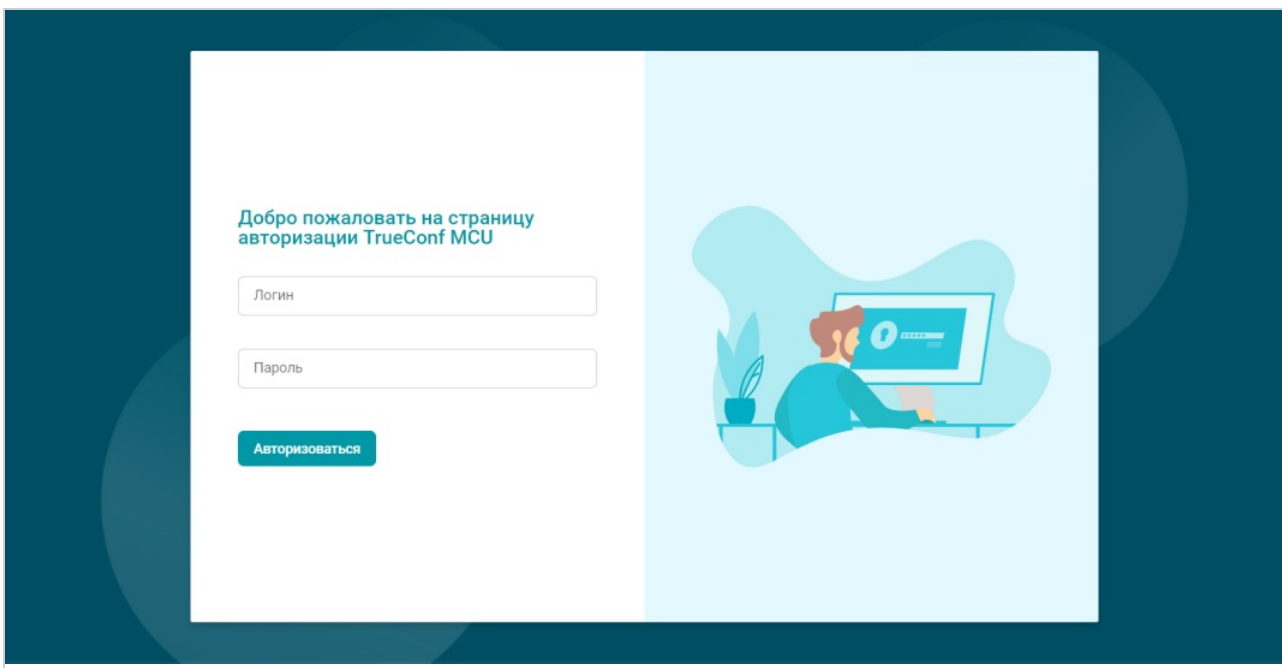 Добро пожаловать на страницу
авторизации TrueConf MCU
Логин
Пароль
Авторизоваться